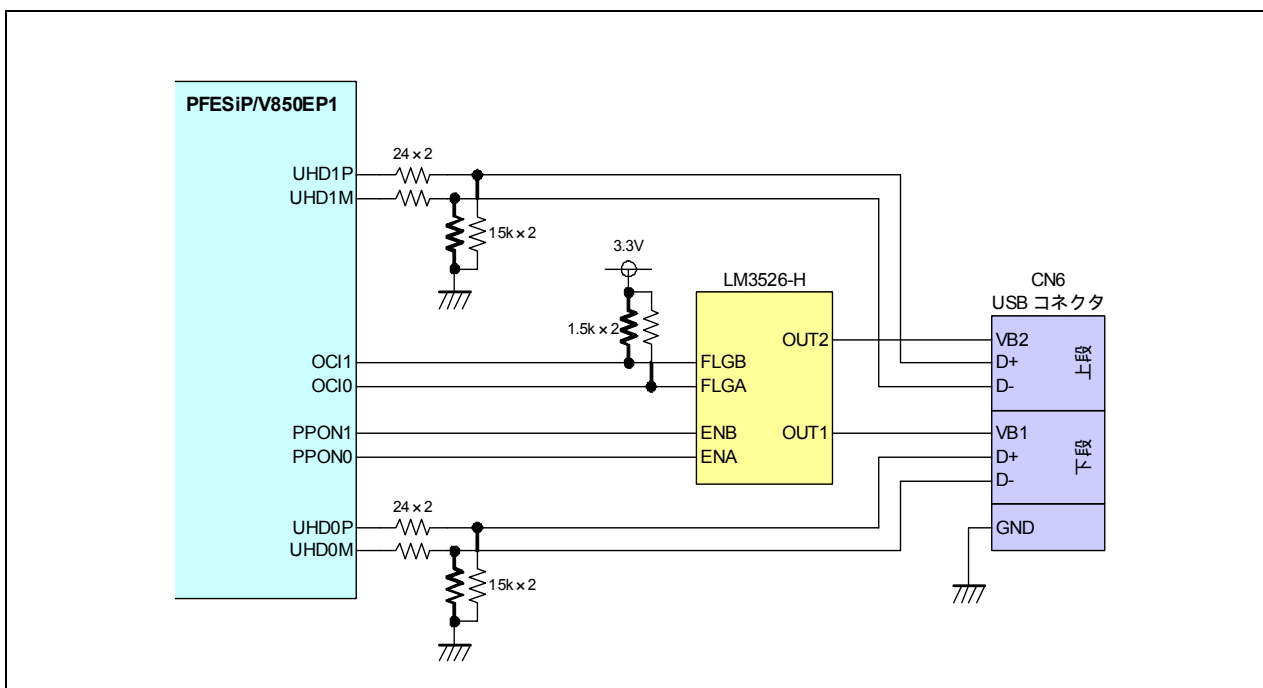 PFESiP/V850EP1
24×2
UHD1P
UHD1M
15k×2
3.3V
LM3526-H
CN6
USB コネクタ
1.5k×2
OUT2
VB2
OCI1
FLGB
D+
上段
OCI0
FLGA
D-
PPON1
ENB
OUT1
VB1
PPON0
ENA
D+
下段
D-
24×2
UHD0P
GND
UHD0M
15k×2